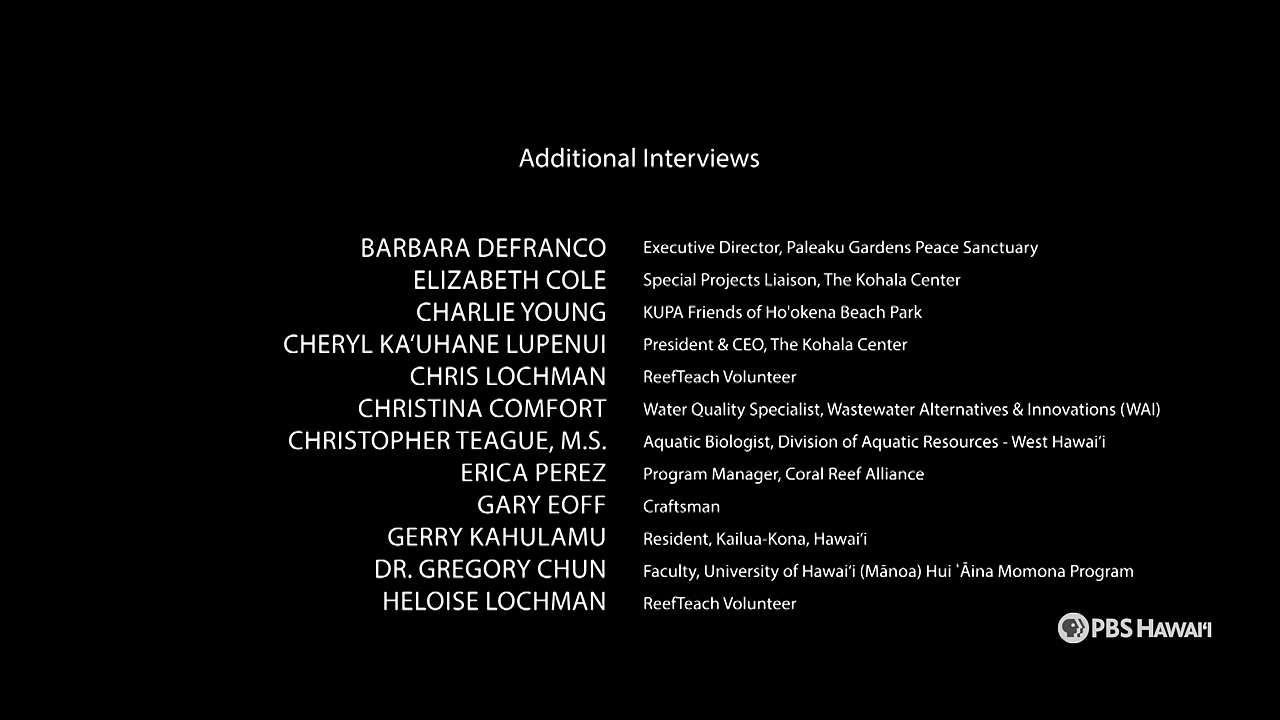 Additional Interviews
BARBARA DEFRANCO Executive Director, Paleaku Gardens Peace Sanctuary
ELIZABETH COLE Special Projects Liaison, The Kohala Center
CHARLIE YOUNG KUPA Friends of Ho'okena Beach Park
CHERYL KA‘UHANE LUPENUI President & CEO, The Kohala Center
CHRIS LOCHMAN ReefTeach Volunteer
CHRISTINA COMFORT Water Quality Specialist, Wastewater Alternatives & Innovations (WAI)
CHRISTOPHER TEAGUE, M.S. Aquatic Biologist, Division of Aquatic Resources - West Hawai‘i
ERICA PEREZ Program Manager, Coral Reef Alliance
GARY EOFF Craftsman
GERRY KAHULAMU Resident, Kailua-Kona, Hawai‘i
DR. GREGORY CHUN Faculty, University of Hawai‘i (Mānoa) Hui ʻĀina Momona Program
HELOISE LOCHMAN ReefTeach Volunteer
PBS HAWAI‘I